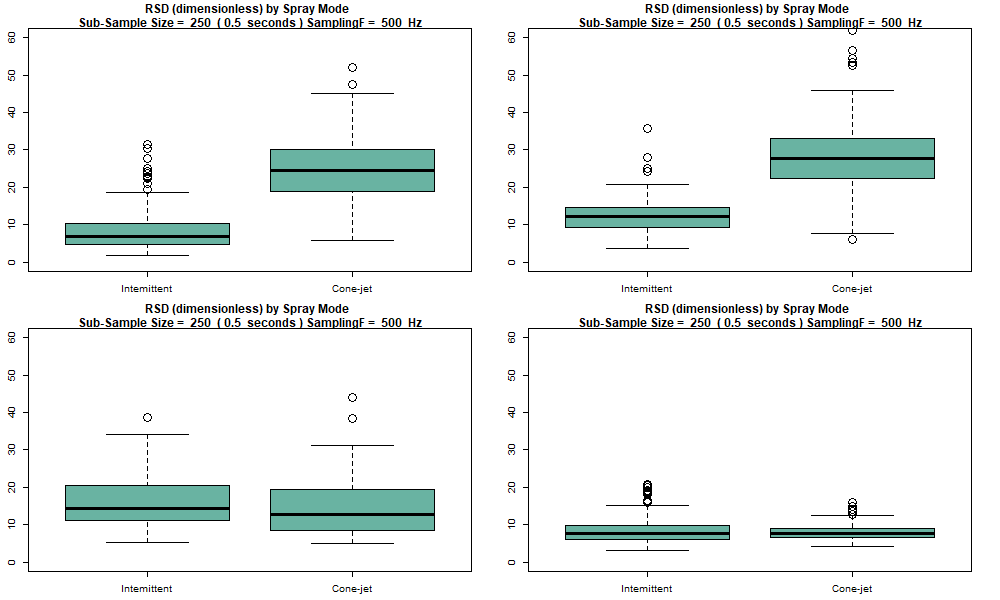 RSD (dimensionless) by Spray Mode
Sub-Sample Size = 250 ( 0.5 seconds ) SamplingF = 500 Hz
60
50
40
30
20
10
0
Intemittent
Cone-jet
RSD (dimensionless) by Spray Mode
Sub-Sample Size = 250 ( 0.5 seconds ) SamplingF = 500 Hz
60
50
40
30
20
10
0
Intemittent
Cone-jet
RSD (dimensionless) by Spray Mode
Sub-Sample Size = 250 ( 0.5 seconds ) SamplingF = 500 Hz
60
50
40
30
20
10
0
Intemittent
Cone-jet
RSD (dimensionless) by Spray Mode
Sub-Sample Size = 250 ( 0.5 seconds ) SamplingF = 500 Hz
60
50
40
30
20
10
0
Intemittent
Cone-jet